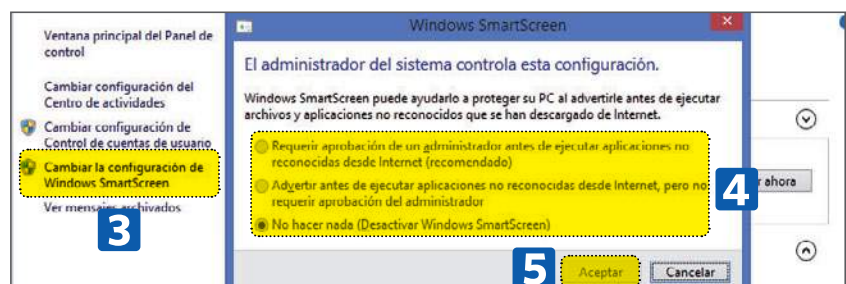 Ventana principal del Panel de
control
Cambiar configuración del
Centro de actividades
Cambiar configuración de
Control de cuentas de usuario
Cambiar la configuración de
Windows SmartScreen
Ver mensajes archivados
3
Windows SmartScreen
El administrador del sistema controla esta configuración.
Windows SmartScreen puede ayudarlo a proteger su PC al advertirle antes de ejecutar
archivos y aplicaciones no reconocidos que se han descargado de Internet.
Requerir aprobación de un administrador antes de ejecutar aplicaciones no
reconocidas desde Internet (recomendado)
Advertir antes de ejecutar aplicaciones no reconocidas desde Internet, pero no
requerir aprobación del administrador
No hacer nada (Desactivar Windows SmartScreen)
4
5
Aceptar
Cancelar
r ahora